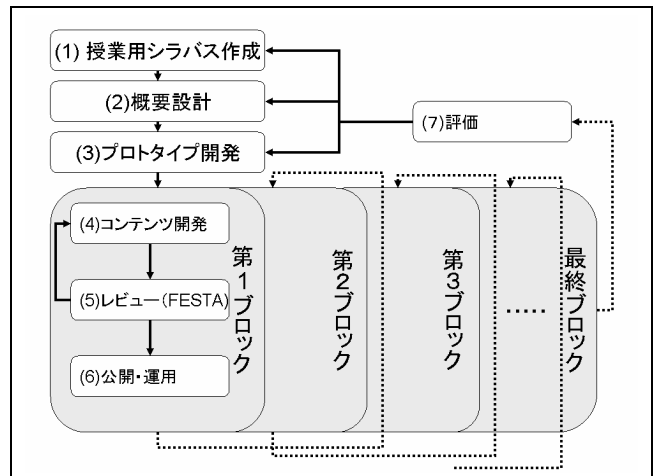 (1) 授業用シラバス作成
(2)概要設計
(3)プロトタイプ開発
(7)評価
(4)コンテンツ開発
(5)レビュー(FESTA)
(6)公開・運用
第1ブロック
第2ブロック
第3ブロック
.....
最終ブロック